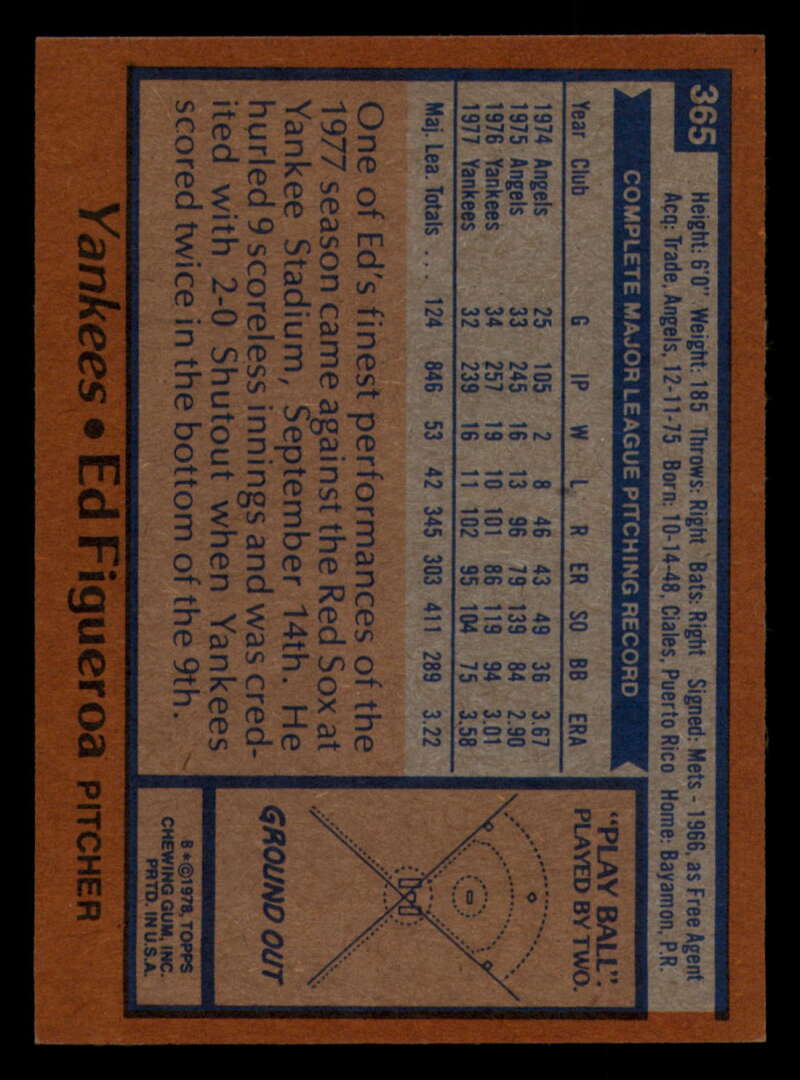 365
Height: 6'0" Weight: 185 Throws: Right Bats: Right Signed: Mets - 1966, as Free Agent
Acq: Trade, Angels, 12-11-75 Born: 10-14-48, Ciales, Puerto Rico Home: Bayamon, P.R.
COMPLETE MAJOR LEAGUE PITCHING RECORD
Year Club G IP W L R ER SO BB ERA
1974 Angels 25 105 2 8 46 43 49 36 3.67
1975 Angels 33 245 16 13 96 79 139 84 2.90
1976 Yankees 34 257 19 10 101 86 119 94 3.01
1977 Yankees 32 239 16 11 102 95 104 75 3.58
Maj. Lea. Totals .... 124 846 53 42 345 303 411 289 3.22
One of Ed's finest performances of the
1977 season came against the Red Sox at
Yankee Stadium, September 14th. He
hurled 9 scoreless innings and was cred-
ited with 2-0 Shutout when Yankees
scored twice in the bottom of the 9th.
"PLAY BALL":
PLAYED BY TWO.
GROUND OUT
B*©1978, TOPPS
CHEWING GUM, INC.
PRTD. IN U.S.A.
Yankees • Ed Figueroa PITCHER